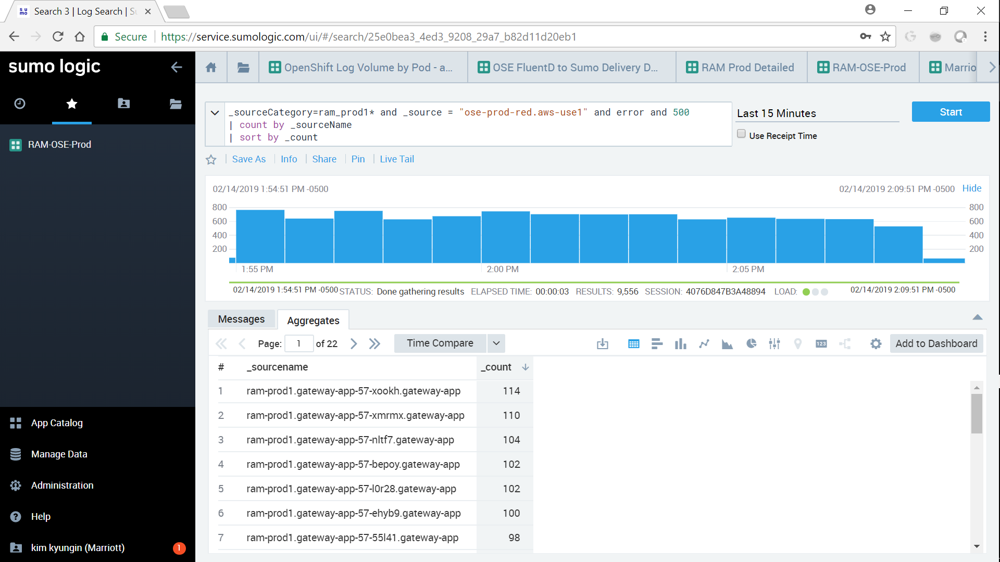 su mo Search 3 | Log Search | Su
Secure https://service.sumologic.com/ui/#/search/25e0bea3_4ed3_9208_29a7_b82d11d20eb1
sumo logic
OpenShift Log Volume by Pod - a...
OSE FluentD to Sumo Delivery D...
RAM Prod Detailed
RAM-OSE-Prod
Marrio
RAM-OSE-Prod
_sourceCategory=ram_prod1* and _source = "ose-prod-red.aws-use1" and error and 500
| count by _sourceName
| sort by _count
Last 15 Minutes
Start
Use Receipt Time
Save As Info Share Pin Live Tail
02/14/2019 1:54:51 PM -0500
02/14/2019 2:09:51 PM -0500 Hide
800 800
600 600
400 400
200 200
1:55 PM 2:00 PM 2:05 PM
02/14/2019 1:54:51 PM -0500 STATUS: Done gathering results ELAPSED TIME: 00:00:03 RESULTS: 9,556 SESSION: 4076D847B3A48894 LOAD: 02/14/2019 2:09:51 PM -0500
Messages Aggregates
Page: 1 of 22 Time Compare 123 Add to Dashboard
# _sourcename _count
1 ram-prod1.gateway-app-57-xookh.gateway-app 114
2 ram-prod1.gateway-app-57-xmrmx.gateway-app 110
3 ram-prod1.gateway-app-57-nltf7.gateway-app 104
4 ram-prod1.gateway-app-57-bepoy.gateway-app 102
5 ram-prod1.gateway-app-57-l0r28.gateway-app 102
6 ram-prod1.gateway-app-57-ehyb9.gateway-app 100
7 ram-prod1.gateway-app-57-55l41.gateway-app 98
App Catalog
Manage Data
Administration
Help
kim kyungin (Marriott) 1